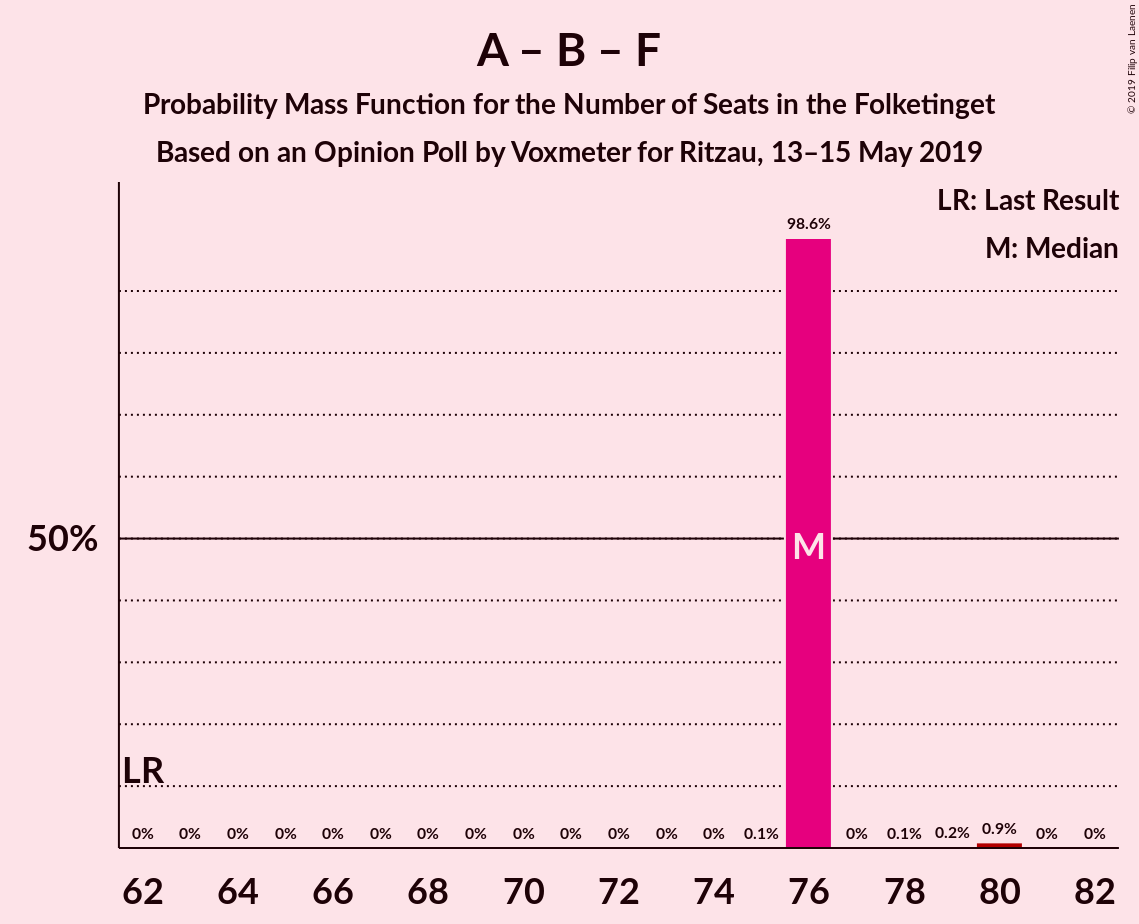 A – B – F
Probability Mass Function for the Number of Seats in the Folketinget
Based on an Opinion Poll by Voxmeter for Ritzau, 13–15 May 2019
© 2019 Filip van Laenen
LR: Last Result
M: Median
98.6%
50%
M
LR
0% 0% 0% 0% 0% 0% 0% 0% 0% 0% 0% 0% 0% 0.1% 0% 0.1% 0.2% 0.9% 0% 0%
62 64 66 68 70 72 74 76 78 80 82